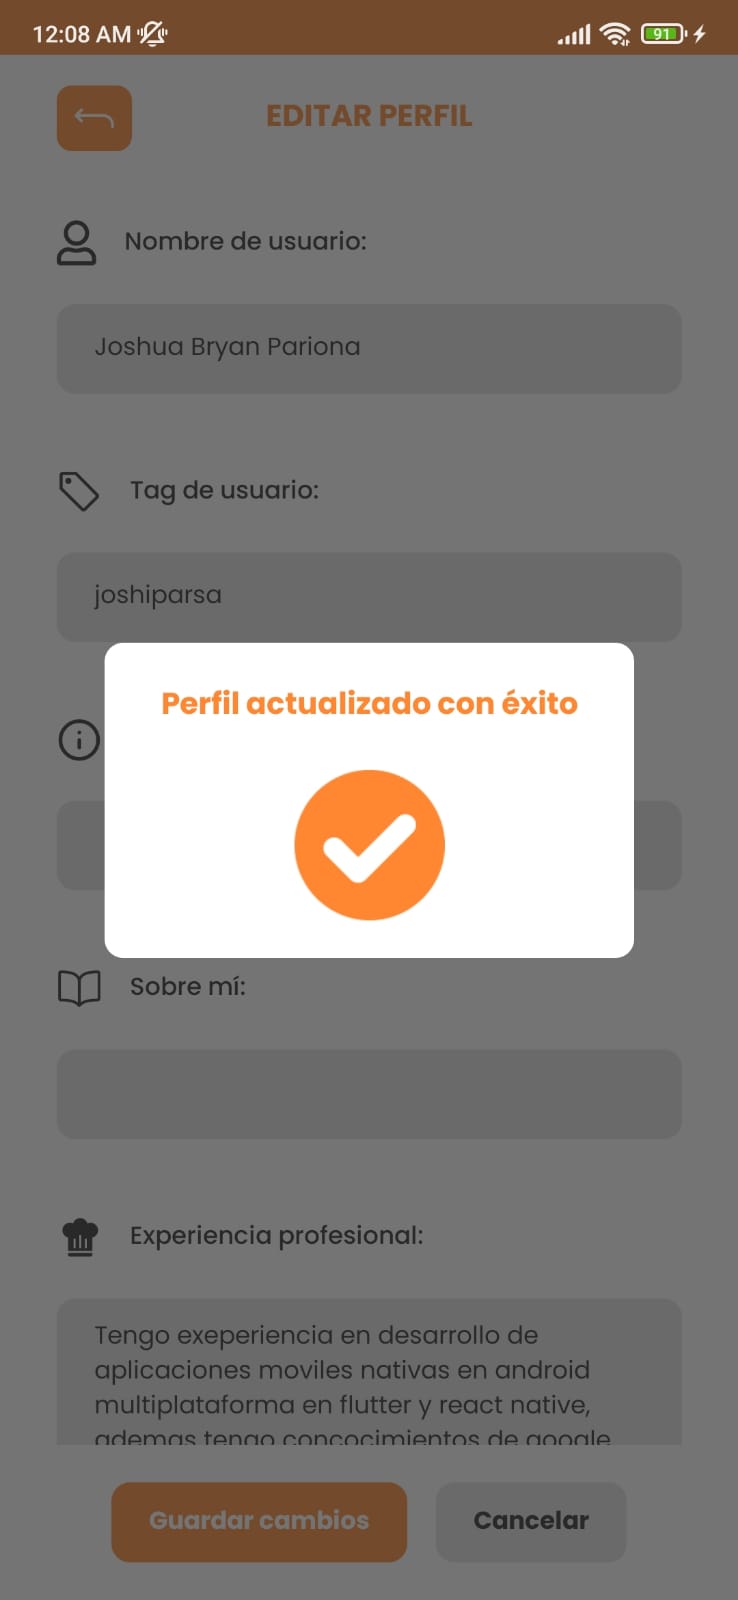 12:08 AM
91
EDITAR PERFIL
Nombre de usuario:
Joshua Bryan Pariona
Tag de usuario:
joshiparsa
Perfil actualizado con éxito
Sobre mí:
Experiencia profesional:
Tengo exeperiencia en desarrollo de
aplicaciones moviles nativas en android
multiplataforma en flutter y react native,
ademas tengo concocimientos de google
Guardar cambios
Cancelar